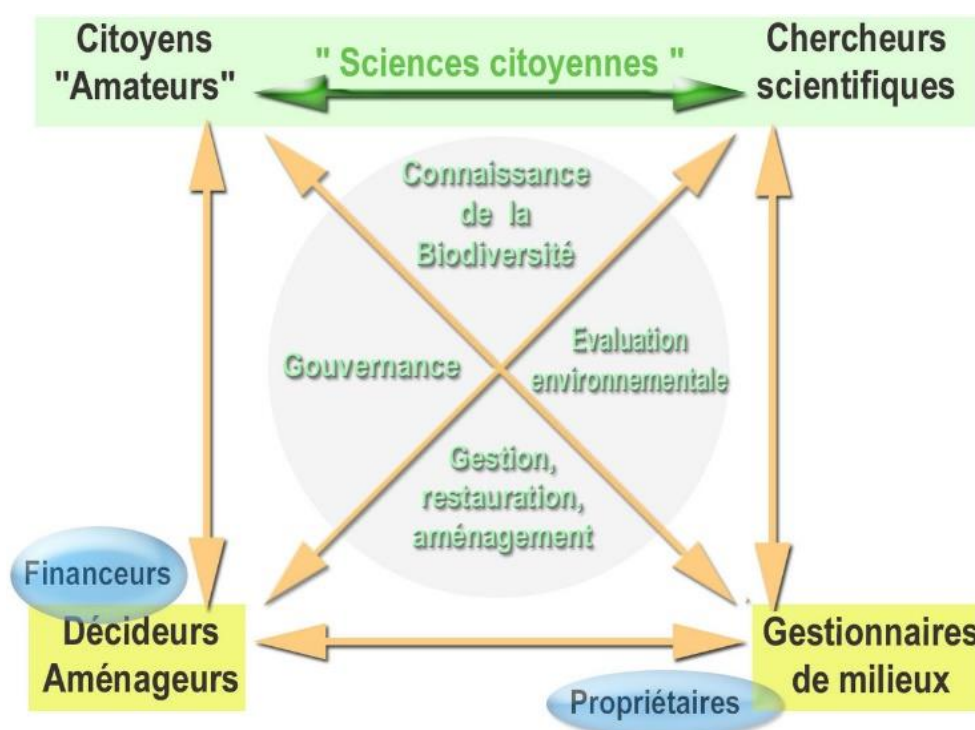 Citoyens
"Amateurs"
" Sciences citoyennes "
Chercheurs
scientifiques
Connaissance
de la
Biodiversité
Gouvernance
Evaluation
environnementale
Gestion,
restauration,
aménagement
Financeurs
Décideurs
Aménageurs
Gestionnaires
de milieux
Propriétaires